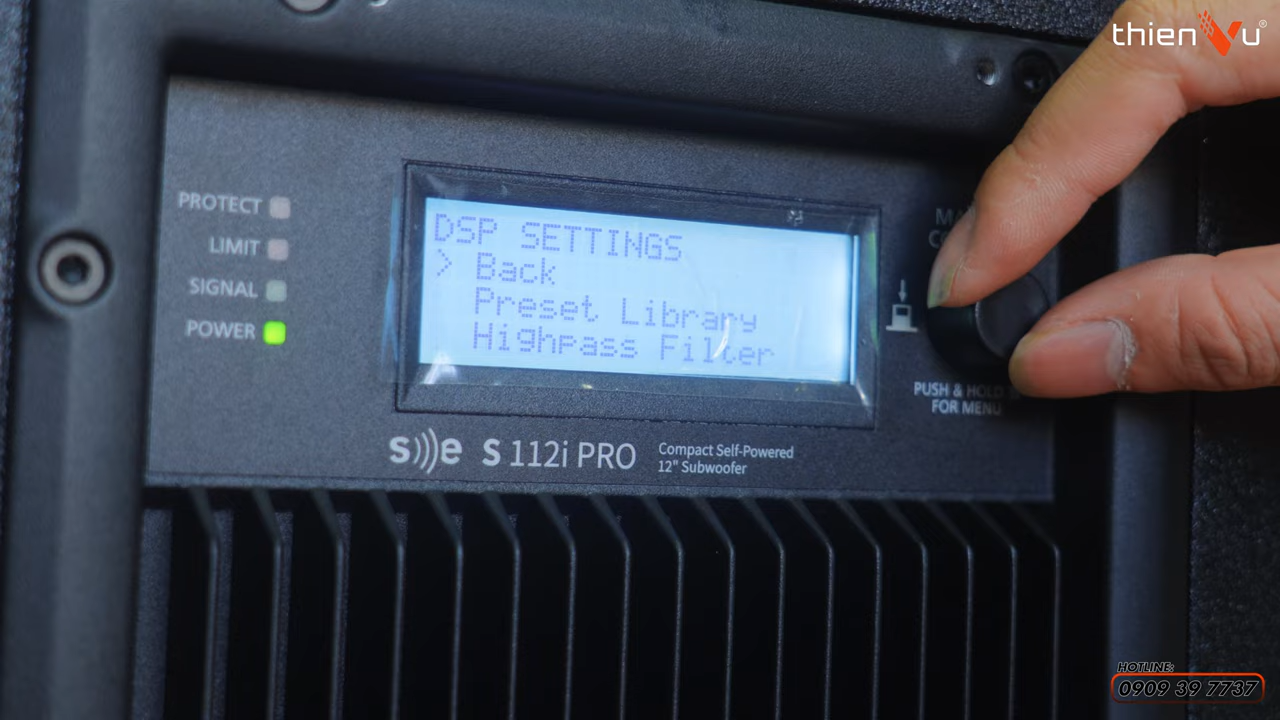 thienVu®
PROTECT
LIMIT
SIGNAL
POWER
DSP SETTINGS
> Back
Preset Library
Highpass Filter
PUSH & HOLD
FOR MENU
s)))e S 112i PRO
Compact Self-Powered
12" Subwoofer
HOTLINE:
0909 39 7737